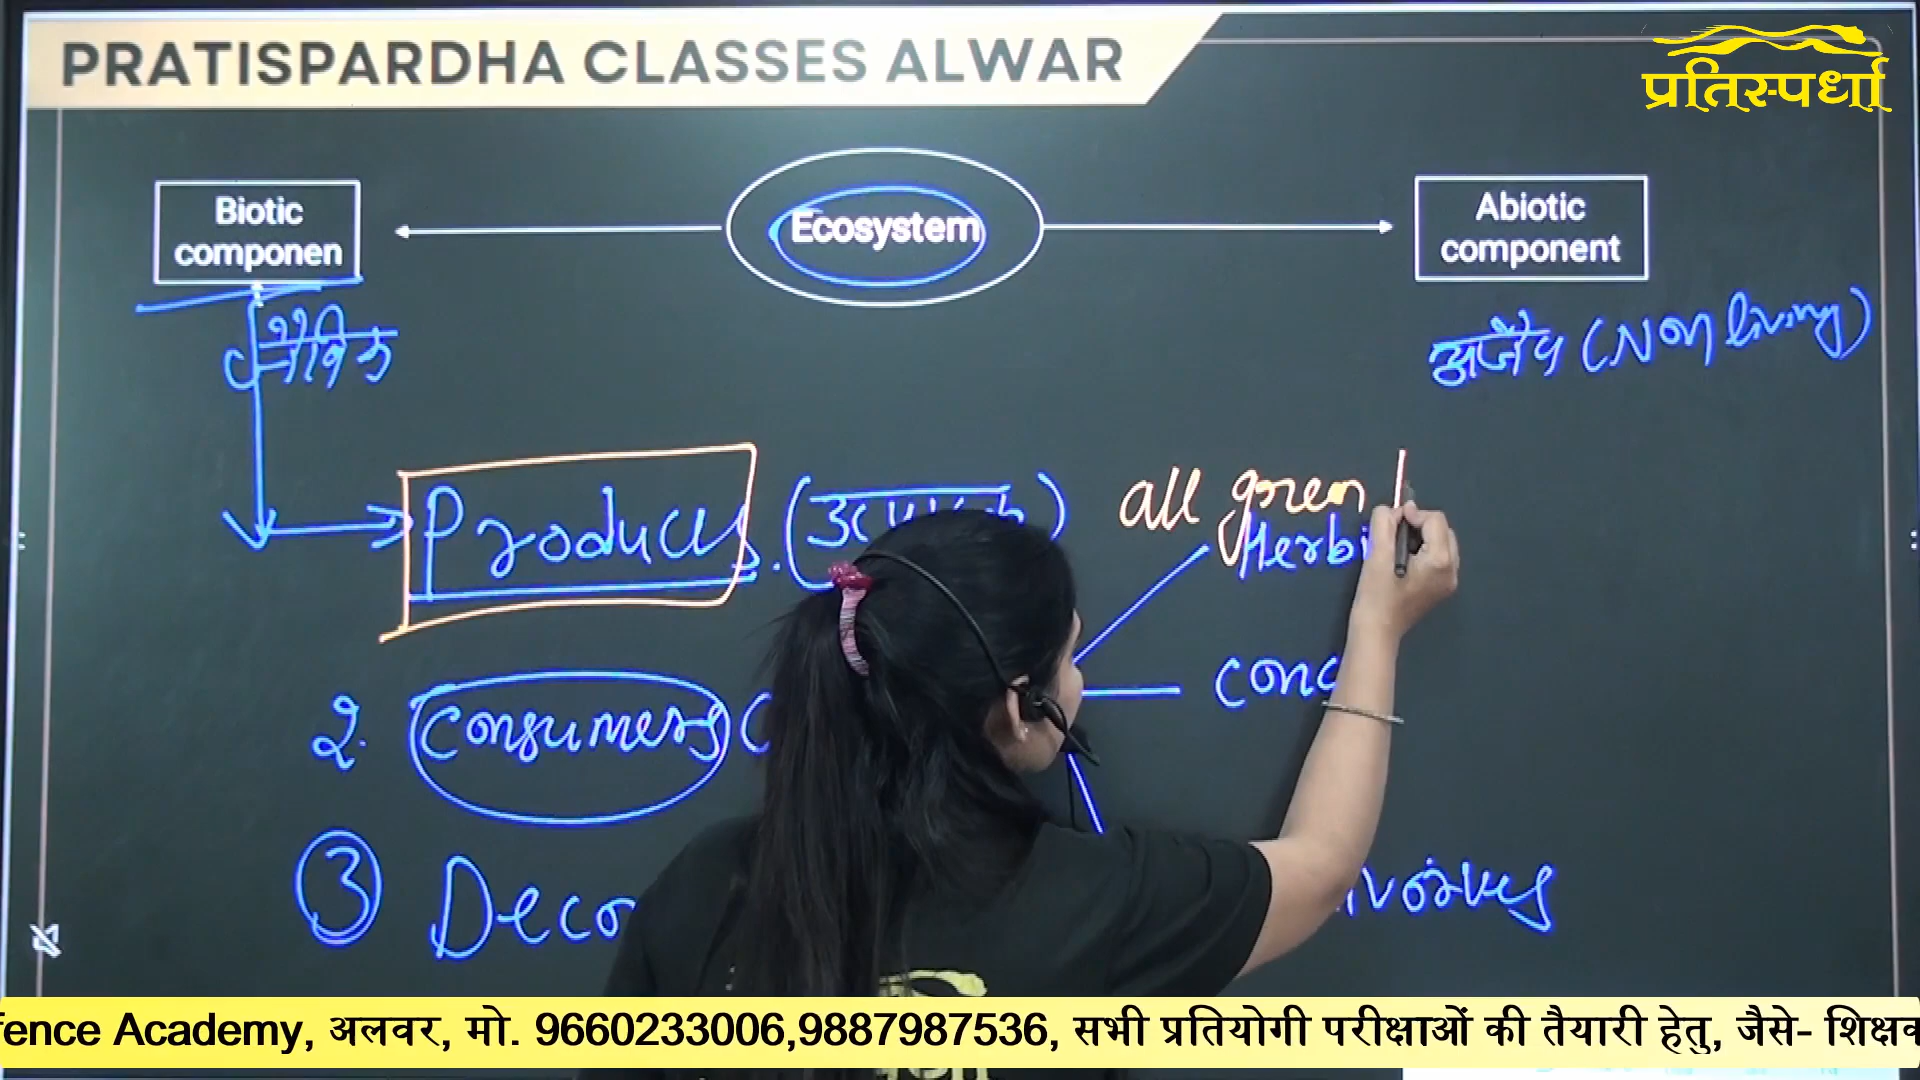 PRATISPARDHA CLASSES ALWAR
प्रतिस्पर्धा
Biotic
componen
Ecosystem
Abiotic
component
अजैव (Non living)
all green
Herbi
2. Consumers (
3 Deco
fence Academy, अलवर, मो. 9660233006,9887987536, सभी प्रतियोगी परीक्षाओं की तैयारी हेतु, जैसे- शिक्षक